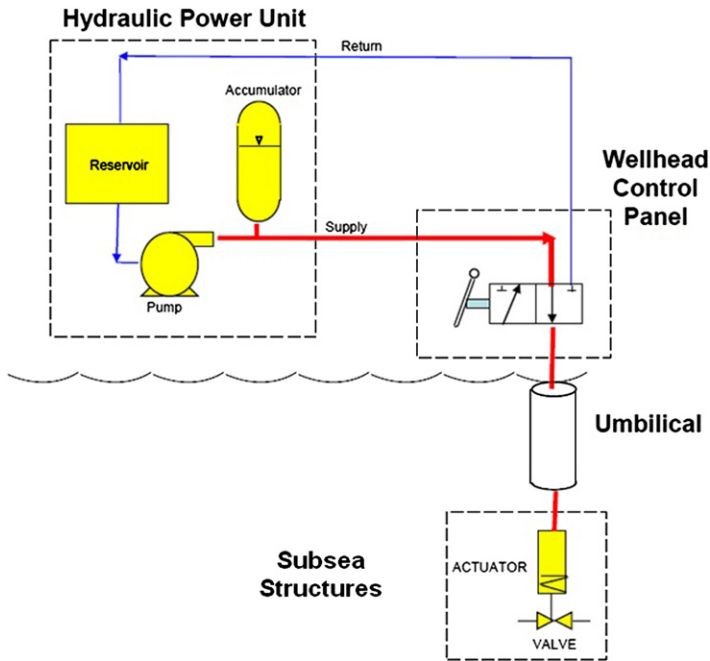 Hydraulic Power Unit
Return
Accumulator
Reservoir
Wellhead
Control
Panel
Supply
Pump
Umbilical
Subsea
Structures
ACTUATOR
VALVE